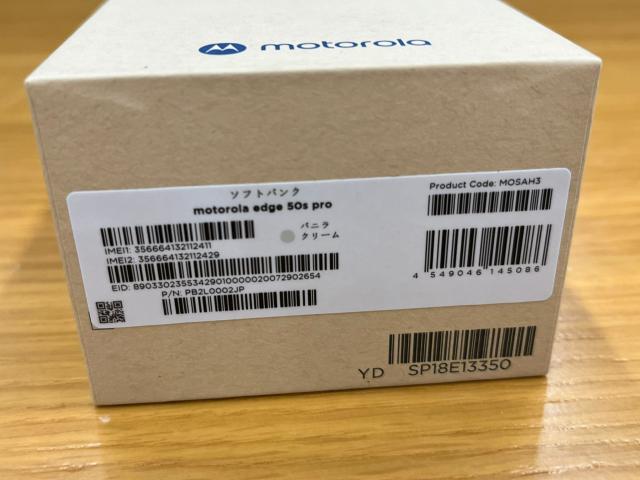 motorola
ソフトバンク
motorola edge 50s pro
バニラ
クリーム
IMEI1: 356664132112411
IMEI2: 356664132112429
EID: 89033023553429010000020072902654
P/N: PB2L0002JP
Product Code: MOSAH3
4 549046 145086
YD SP18E13350